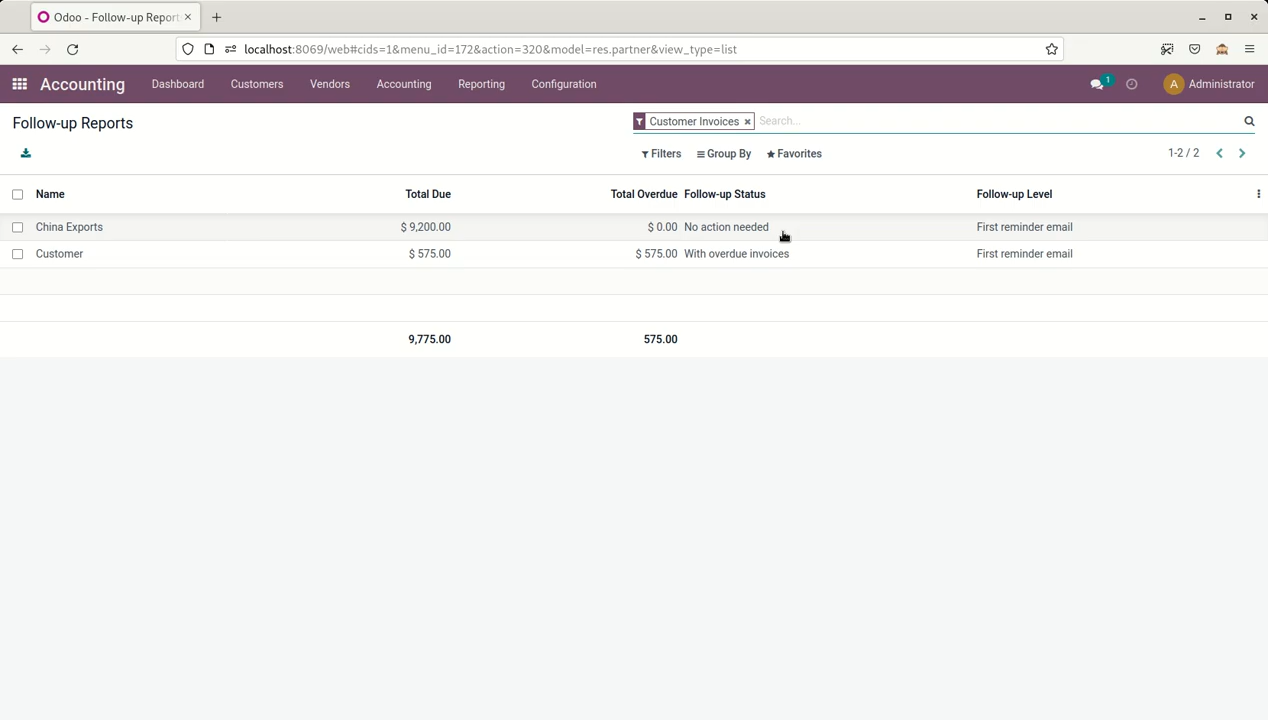 Odoo - Follow-up Report
localhost:8069/web#cids=1&menu_id=172&action=320&model=res.partner&view_type=list
Accounting Dashboard Customers Vendors Accounting Reporting Configuration 1 A Administrator
Follow-up Reports Customer Invoices Search...
Filters Group By Favorites 1-2 / 2
Name Total Due Total Overdue Follow-up Status Follow-up Level
China Exports $ 9,200.00 $ 0.00 No action needed First reminder email
Customer $ 575.00 $ 575.00 With overdue invoices First reminder email
9,775.00 575.00